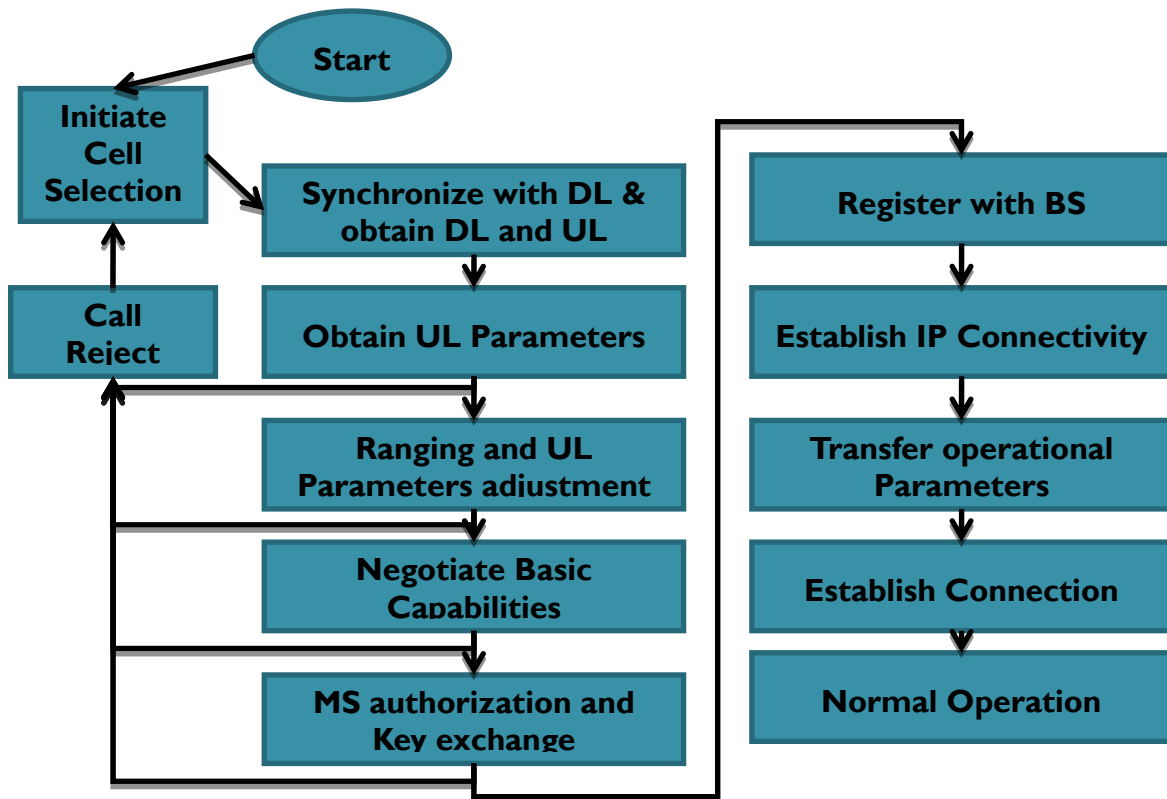 Start
Initiate
Cell
Selection
Synchronize with DL &
obtain DL and UL
Obtain UL Parameters
Call
Reject
Ranging and UL
Parameters adjustment
Negotiate Basic
Capabilities
MS authorization and
Key exchange
Register with BS
Establish IP Connectivity
Transfer operational
Parameters
Establish Connection
Normal Operation